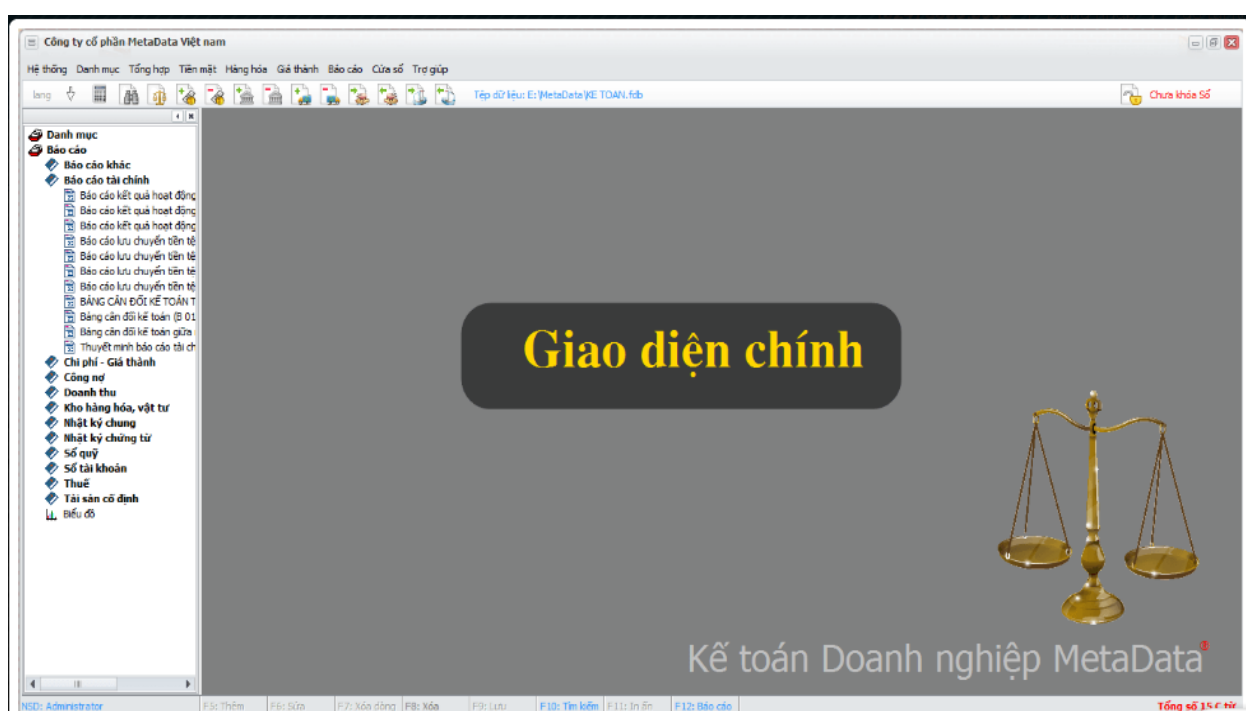 Công ty cổ phần MetaData Việt nam
Hệ thống Danh mục Tổng hợp Tiền mặt Hàng hóa Giá thành Báo cáo Cửa sổ Trợ giúp
lang
Tệp dữ liệu: E:\MetaData\KE TOAN.fdb
Chưa khóa Sổ
Danh mục
Báo cáo
Báo cáo khác
Báo cáo tài chính
Báo cáo kết quả hoạt động
Báo cáo kết quả hoạt động
Báo cáo kết quả hoạt động
Báo cáo lưu chuyển tiền tệ
Báo cáo lưu chuyển tiền tệ
Báo cáo lưu chuyển tiền tệ
Báo cáo lưu chuyển tiền tệ
BẢNG CÂN ĐỐI KẾ TOÁN T
Bảng cân đối kế toán (B 01
Bảng cân đối kế toán giữa
Thuyết minh báo cáo tài ch
Chi phí - Giá thành
Công nợ
Doanh thu
Kho hàng hóa, vật tư
Nhật ký chung
Nhật ký chứng từ
Sổ quỹ
Sổ tài khoản
Thuế
Tài sản cố định
Biểu đồ
Giao diện chính
Kế toán Doanh nghiệp MetaData®
NSD: Administrator
F5: Thêm
F6: Sửa
F7: Xóa dòng
F8: Xóa
F9: Lưu
F10: Tìm kiếm
F11: In ấn
F12: Báo cáo
Tổng số 15 C từ